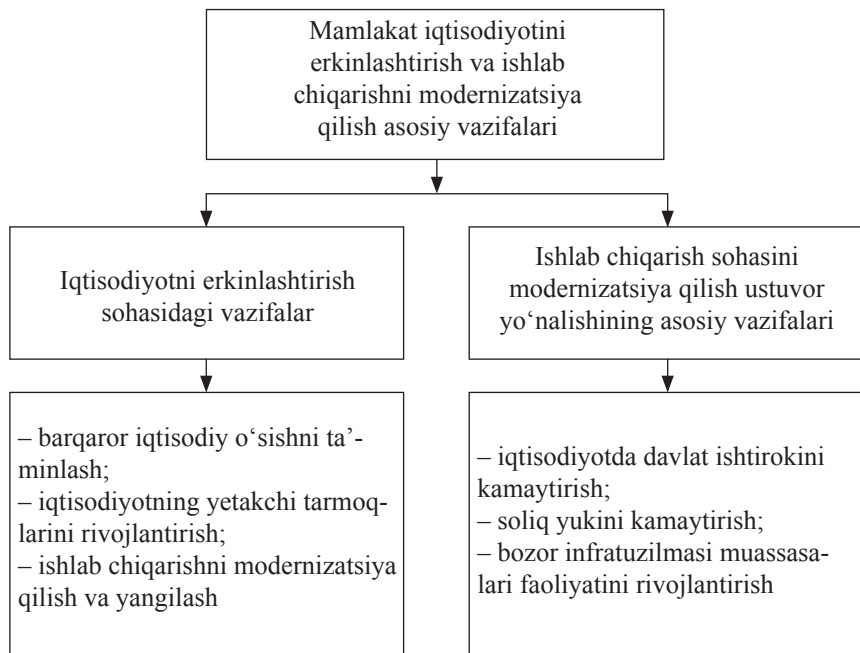 Mamlakat iqtisodiyotini
erkinlashtirish va ishlab
chiqarishni modernizatsiya
qilish asosiy vazifalari
Iqtisodiyotni erkinlashtirish
sohasidagi vazifalar
Ishlab chiqarish sohasini
modernizatsiya qilish ustuvor
yo‘nalishining asosiy vazifalari
– barqaror iqtisodiy o‘sishni ta’-
minlash;
– iqtisodiyotning yetakchi tarmoq-
larini rivojlantirish;
– ishlab chiqarishni modernizatsiya
qilish va yangilash
– iqtisodiyotda davlat ishtirokini
kamaytirish;
– soliq yukini kamaytirish;
– bozor infratuzilmasi muassasa-
lari faoliyatini rivojlantirish